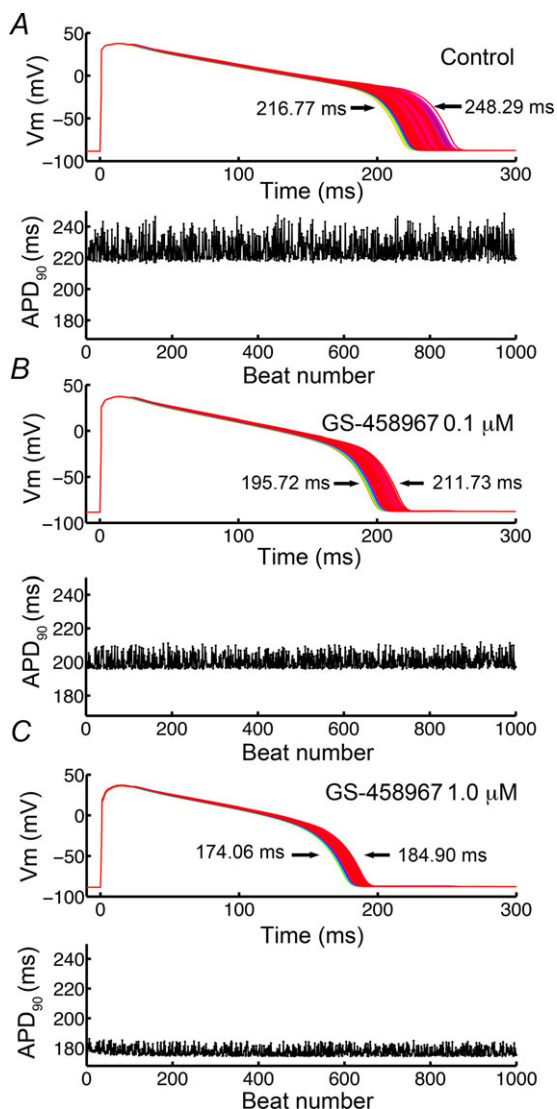 A
Control
Vm (mV)
50
0
−50
−100
216.77 ms
248.29 ms
0
100
200
300
Time (ms)
APD90 (ms)
240
220
200
180
0
200
400
600
800
1000
Beat number
B
GS-458967 0.1 μM
Vm (mV)
50
0
−50
−100
195.72 ms
211.73 ms
0
100
200
300
Time (ms)
APD90 (ms)
240
220
200
180
0
200
400
600
800
1000
Beat number
C
GS-458967 1.0 μM
Vm (mV)
50
0
−50
−100
174.06 ms
184.90 ms
0
100
200
300
Time (ms)
APD90 (ms)
240
220
200
180
0
200
400
600
800
1000
Beat number